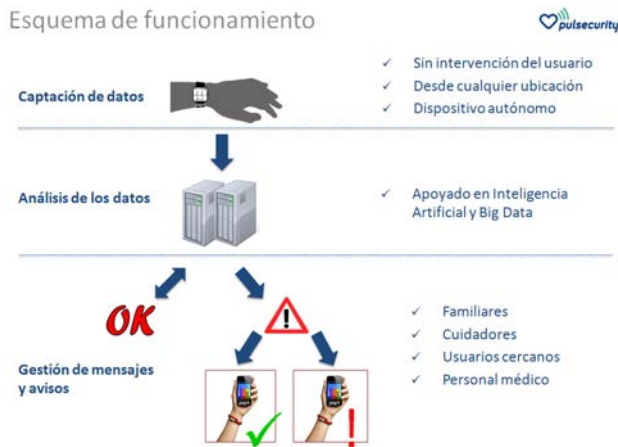 Esquema de funcionamiento
pulsecurity
Captación de datos
✓ Sin intervención del usuario
✓ Desde cualquier ubicación
✓ Dispositivo autónomo
Análisis de los datos
✓ Apoyado en Inteligencia
Artificial y Big Data
OK
!
Gestión de mensajes
y avisos
✓ Familiares
✓ Cuidadores
✓ Usuarios cercanos
✓ Personal médico
!